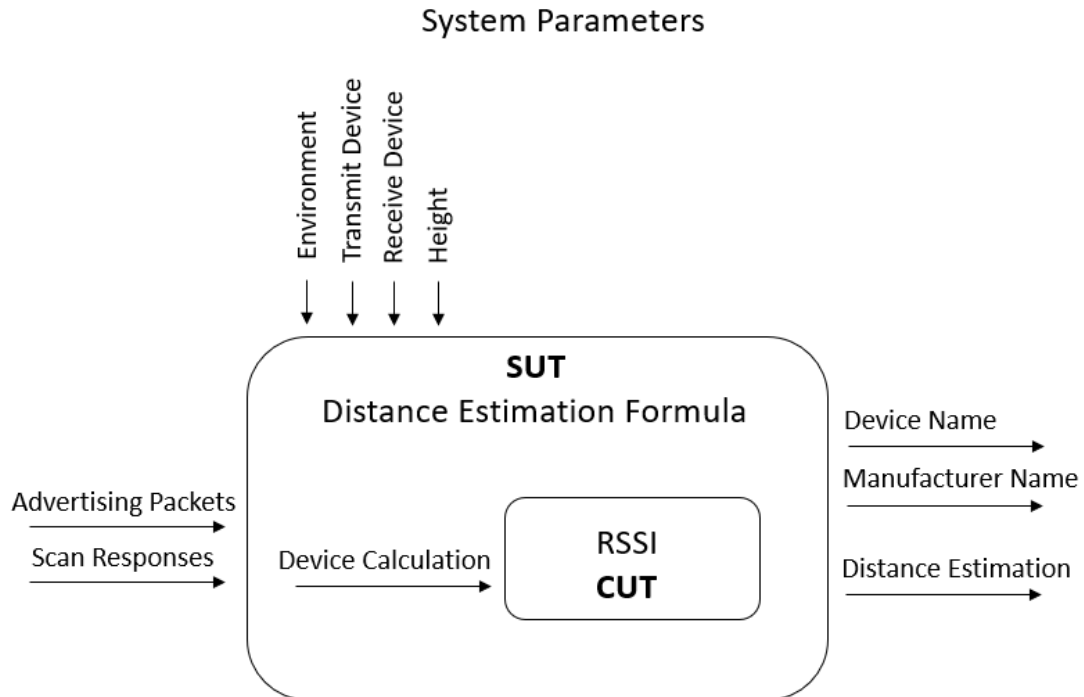 System Parameters
Environment
Transmit Device
Receive Device
Height
SUT
Distance Estimation Formula
Advertising Packets
Scan Responses
Device Calculation
RSSI
CUT
Device Name
Manufacturer Name
Distance Estimation